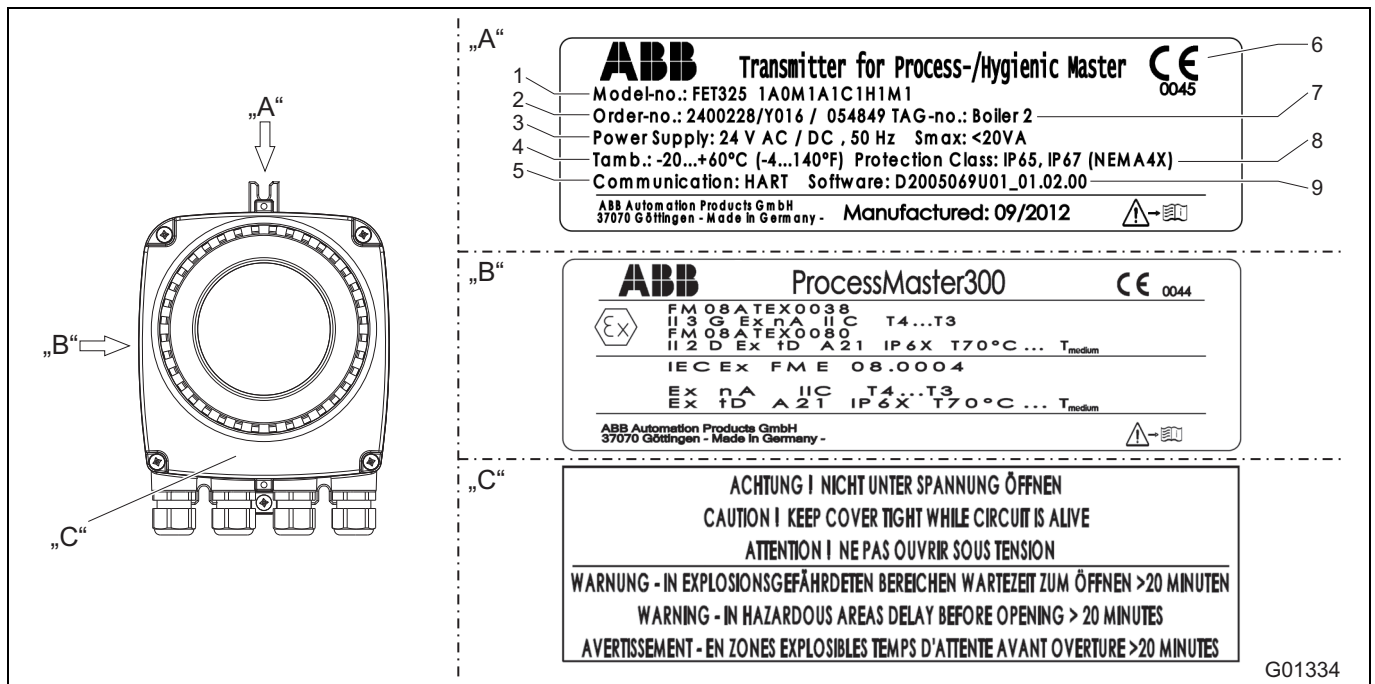 „A“
„B“
„C“
„A“
ABB Transmitter for Process-/Hygienic Master CE
0045
Model-no.: FET325 1A0M1A1C1H1M1
Order-no.: 2400228/Y016 / 054849 TAG-no.: Boiler 2
Power Supply: 24 V AC / DC , 50 Hz Smax: <20VA
Tamb.: -20...+60°C (-4...140°F) Protection Class: IP65, IP67 (NEMA4X)
Communication: HART Software: D2005069U01_01.02.00
ABB Automation Products GmbH
37070 Göttingen - Made in Germany - Manufactured: 09/2012
1
2
3
4
5
6
7
8
9
„B“
ABB ProcessMaster300 CE 0044
Ex
FM08ATEX0038
II 3 G Ex nA IIC T4...T3
FM08ATEX0080
II 2 D Ex tD A21 IP6X T70°C... Tmedium
IECEx FME 08.0004
Ex nA IIC T4...T3
Ex tD A21 IP6X T70°C... Tmedium
ABB Automation Products GmbH
37070 Göttingen - Made in Germany -
„C“
ACHTUNG ! NICHT UNTER SPANNUNG ÖFFNEN
CAUTION ! KEEP COVER TIGHT WHILE CIRCUIT IS ALIVE
ATTENTION ! NE PAS OUVRIR SOUS TENSION
WARNUNG - IN EXPLOSIONSGEFÄHRDETEN BEREICHEN WARTEZEIT ZUM ÖFFNEN >20 MINUTEN
WARNING - IN HAZARDOUS AREAS DELAY BEFORE OPENING > 20 MINUTES
AVERTISSEMENT - EN ZONES EXPLOSIBLES TEMPS D'ATTENTE AVANT OVERTURE >20 MINUTES
G01334